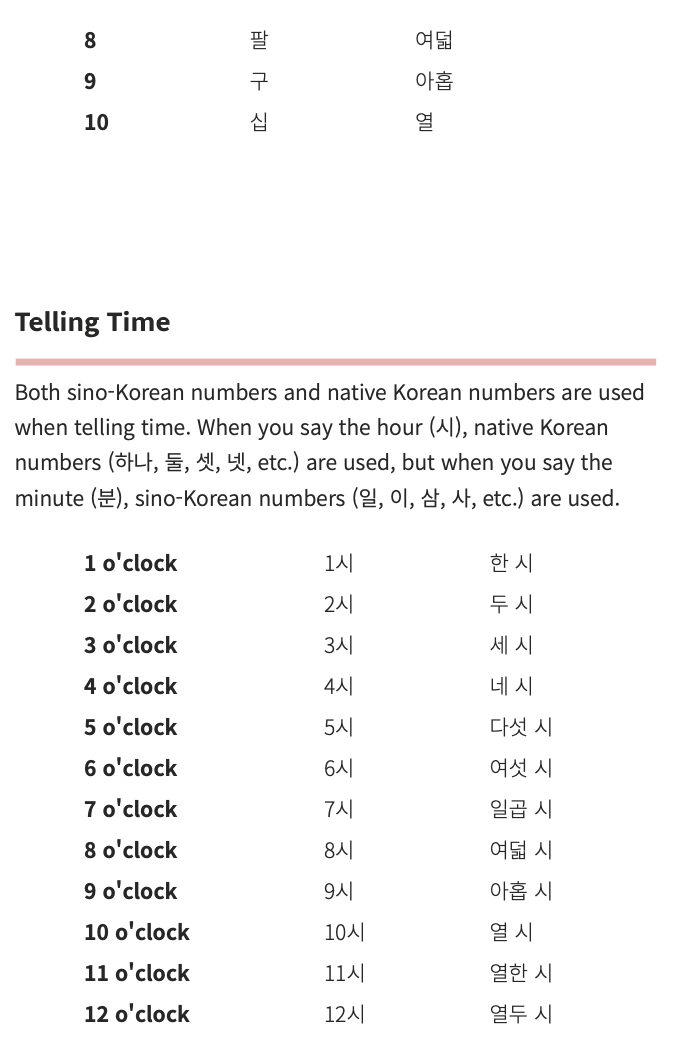 8 팔 여덟
9 구 아홉
10 십 열
Telling Time
Both sino-Korean numbers and native Korean numbers are used
when telling time. When you say the hour (시), native Korean
numbers (하나, 둘, 셋, 넷, etc.) are used, but when you say the
minute (분), sino-Korean numbers (일, 이, 삼, 사, etc.) are used.
1 o'clock 1시 한 시
2 o'clock 2시 두 시
3 o'clock 3시 세 시
4 o'clock 4시 네 시
5 o'clock 5시 다섯 시
6 o'clock 6시 여섯 시
7 o'clock 7시 일곱 시
8 o'clock 8시 여덟 시
9 o'clock 9시 아홉 시
10 o'clock 10시 열 시
11 o'clock 11시 열한 시
12 o'clock 12시 열두 시